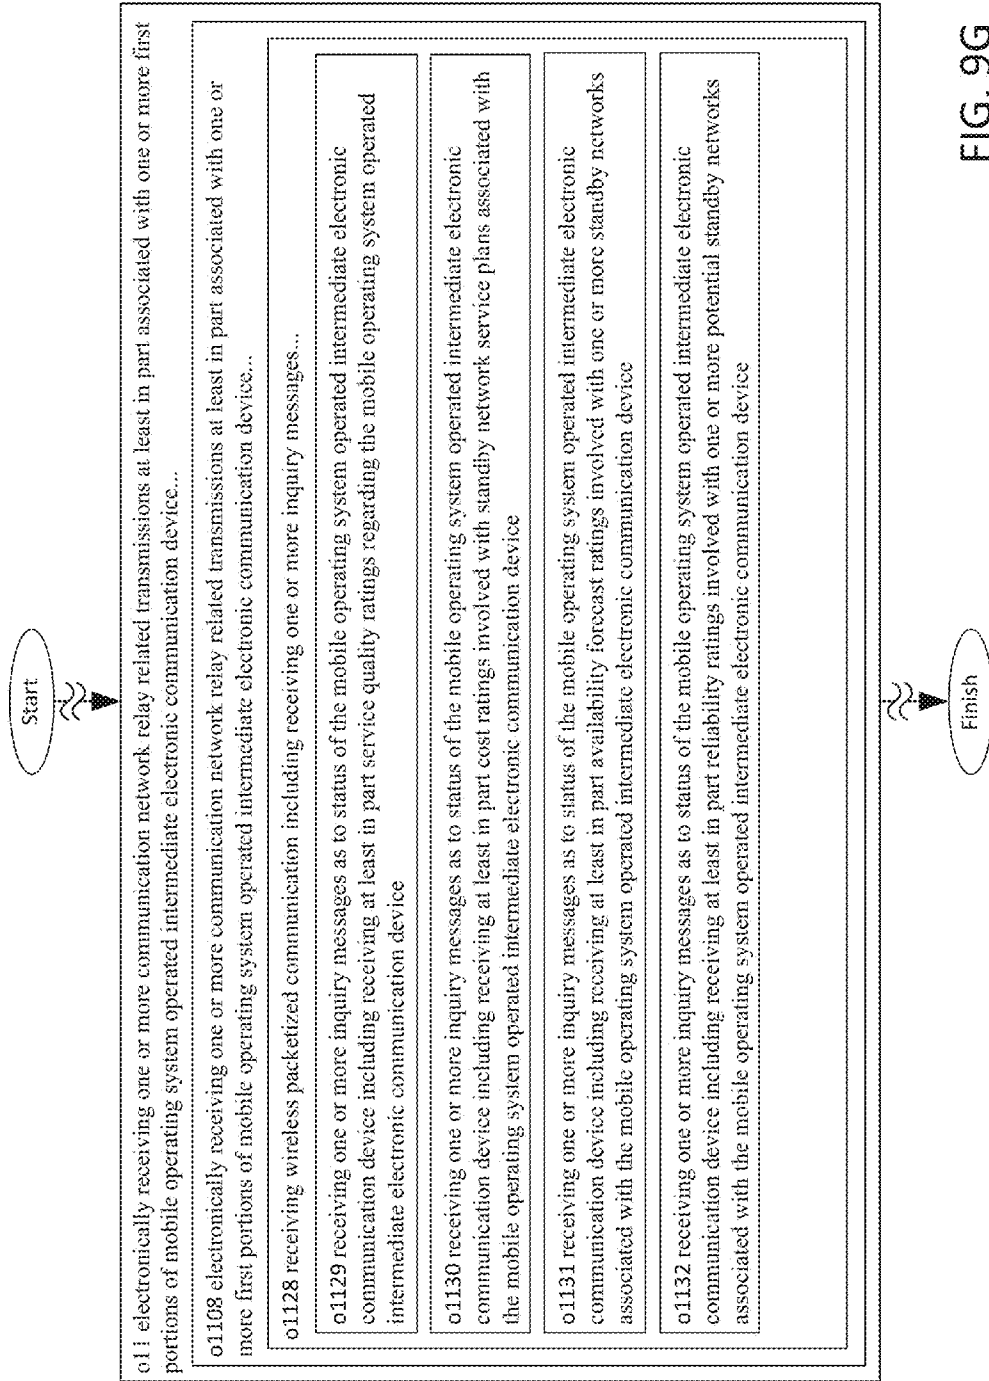 Start
o11 electronically receiving one or more communication network relay related transmissions at least in part associated with one or more first
portions of mobile operating system operated intermediate electronic communication device...
o1108 electronically receiving one or more communication network relay related transmissions at least in part associated with one or
more first portions of mobile operating system operated intermediate electronic communication device...
o1128 receiving wireless packetized communication including receiving one or more inquiry messages...
o1129 receiving one or more inquiry messages as to status of the mobile operating system operated intermediate electronic
communication device including receiving at least in part service quality ratings regarding the mobile operating system operated
intermediate electronic communication device
o1130 receiving one or more inquiry messages as to status of the mobile operating system operated intermediate electronic
communication device including receiving at least in part cost ratings involved with standby network service plans associated with
the mobile operating system operated intermediate electronic communication device
o1131 receiving one or more inquiry messages as to status of the mobile operating system operated intermediate electronic
communication device including receiving at least in part availability forecast ratings involved with one or more standby networks
associated with the mobile operating system operated intermediate electronic communication device
o1132 receiving one or more inquiry messages as to status of the mobile operating system operated intermediate electronic
communication device including receiving at least in part reliability ratings involved with one or more potential standby networks
associated with the mobile operating system operated intermediate electronic communication device
Finish
FIG. 9G